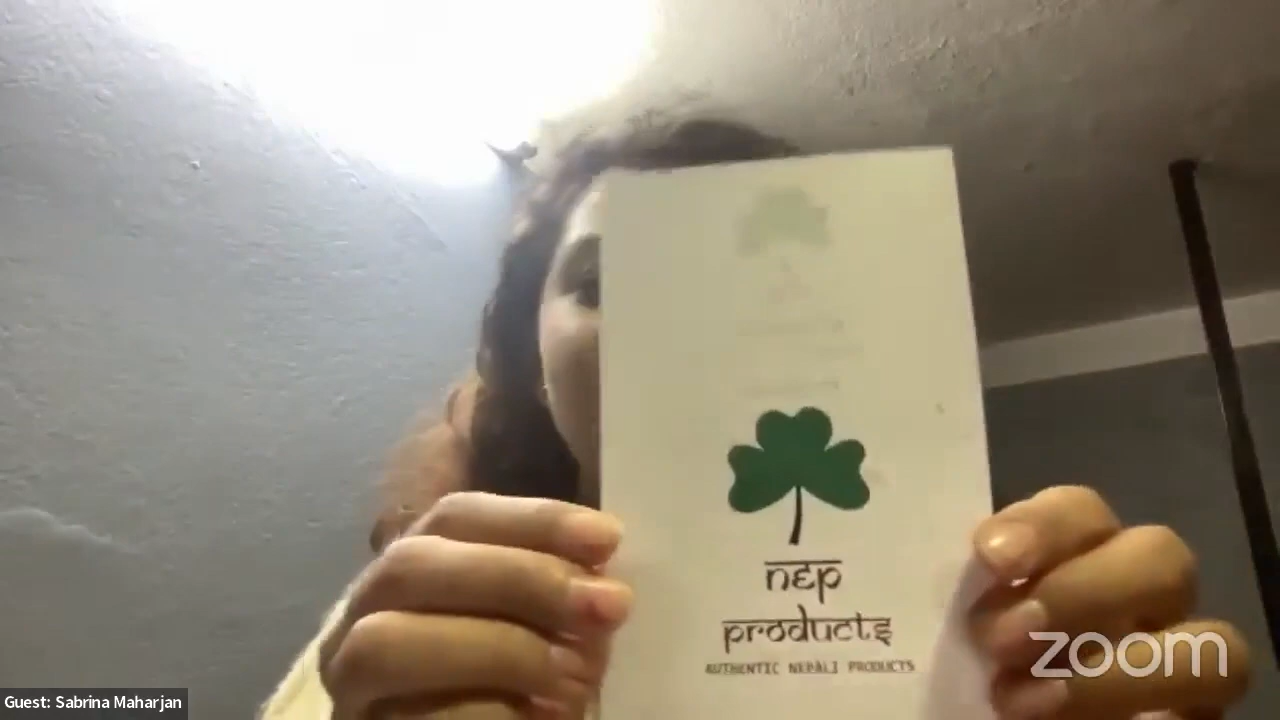 nep
products
AUTHENTIC NEPALI PRODUCTS
zoom
Guest: Sabrina Maharjan